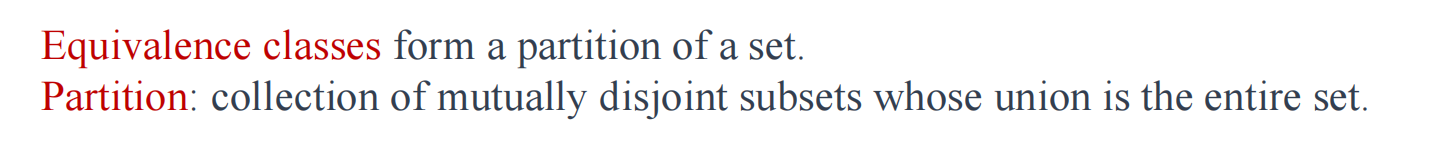 Equivalence classes form a partition of a set.
Partition: collection of mutually disjoint subsets whose union is the entire set.